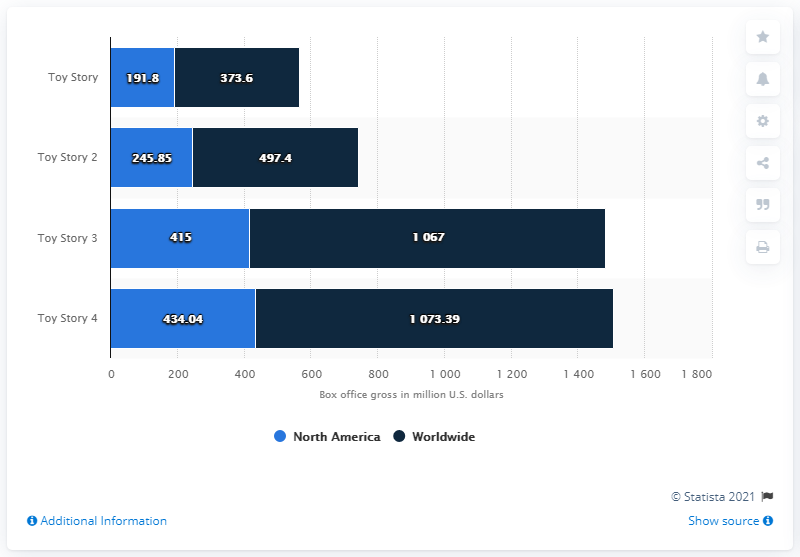 Toy Story 191.8 373.6
Toy Story 2 245.85 497.4
Toy Story 3 415 1 067
Toy Story 4 434.04 1 073.39
0 200 400 600 800 1 000 1 200 1 400 1 600 1 800
Box office gross in million U.S. dollars
North America Worldwide
© Statista 2021
Additional Information Show source